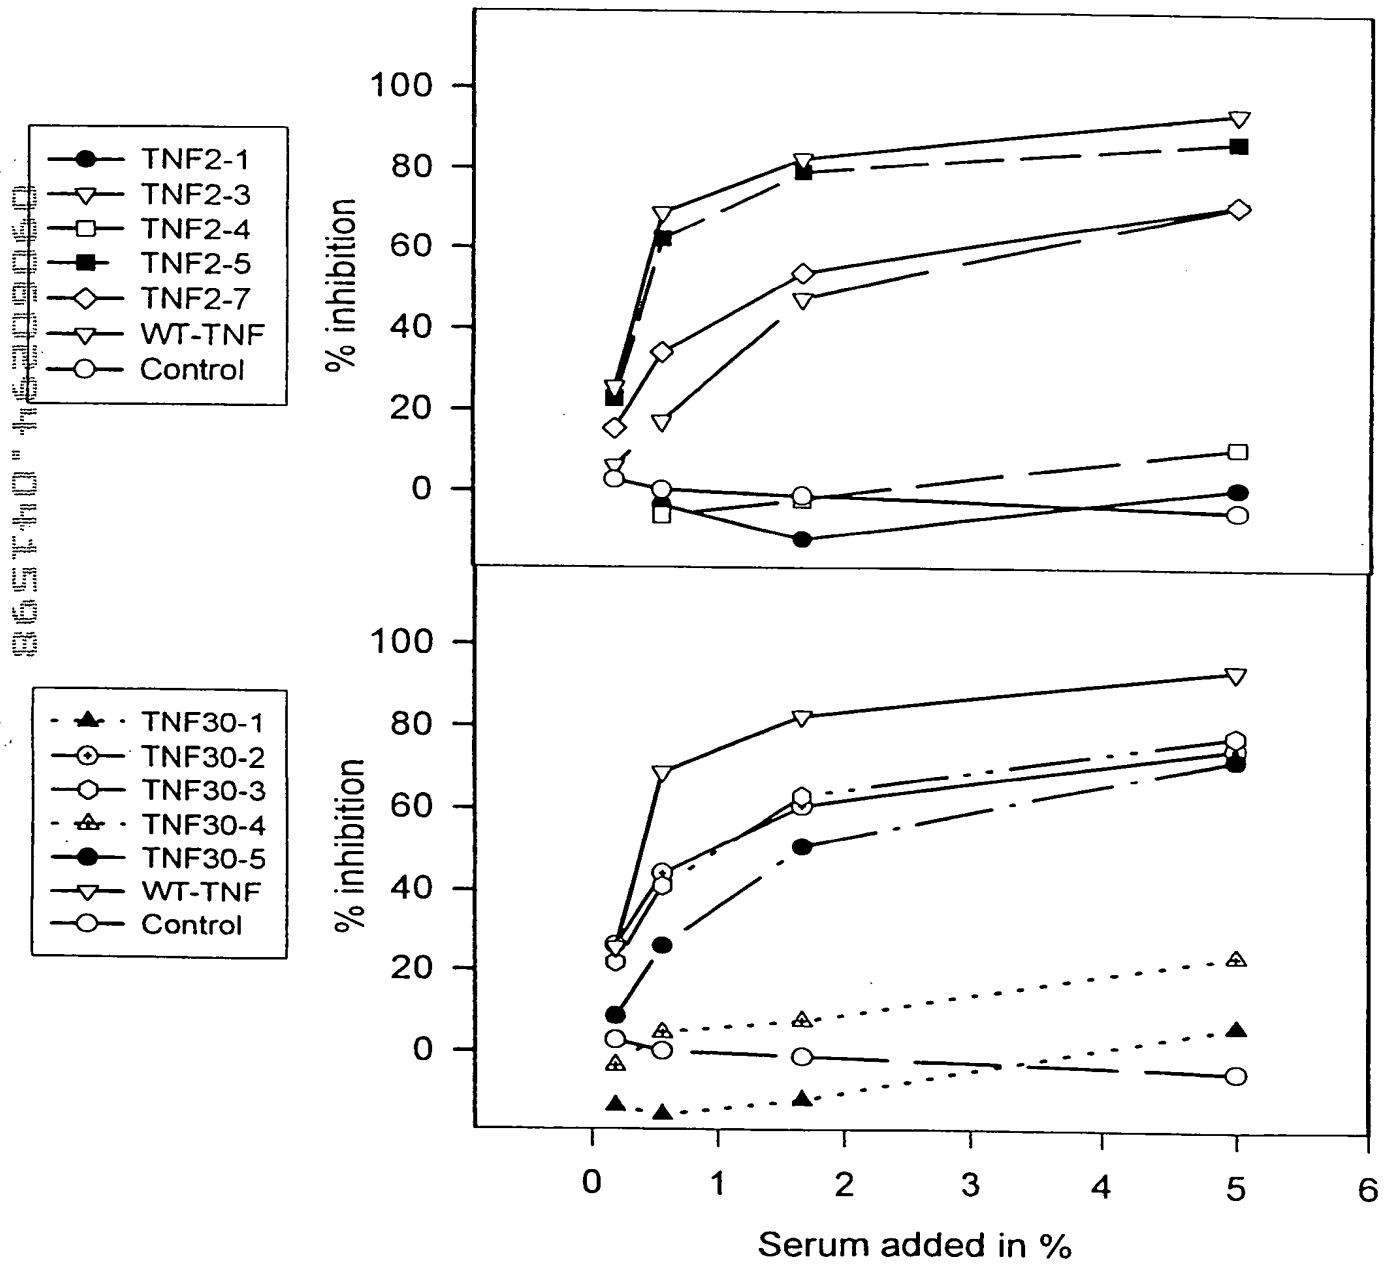 100
80
60
40
20
0
% inhibition
TNF2-1
TNF2-3
TNF2-4
TNF2-5
TNF2-7
WT-TNF
Control
100
80
60
40
20
0
% inhibition
TNF30-1
TNF30-2
TNF30-3
TNF30-4
TNF30-5
WT-TNF
Control
0 1 2 3 4 5 6
Serum added in %